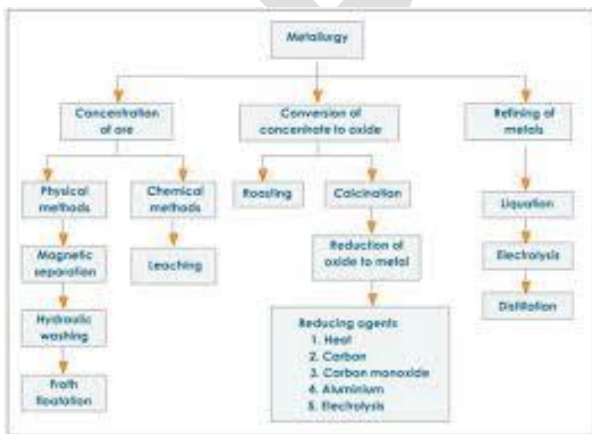 Metallurgy
Concentration
of ore
Conversion of
concentrate to oxide
Refining of
metals
Physical
methods
Chemical
methods
Roasting
Calcination
Liquation
Magnetic
separation
Leaching
Reduction of
oxide to metal
Electrolysis
Hydraulic
washing
Distillation
Froth
floatation
Reducing agents
1. Heat
2. Carbon
3. Carbon monoxide
4. Aluminium
5. Electrolysis